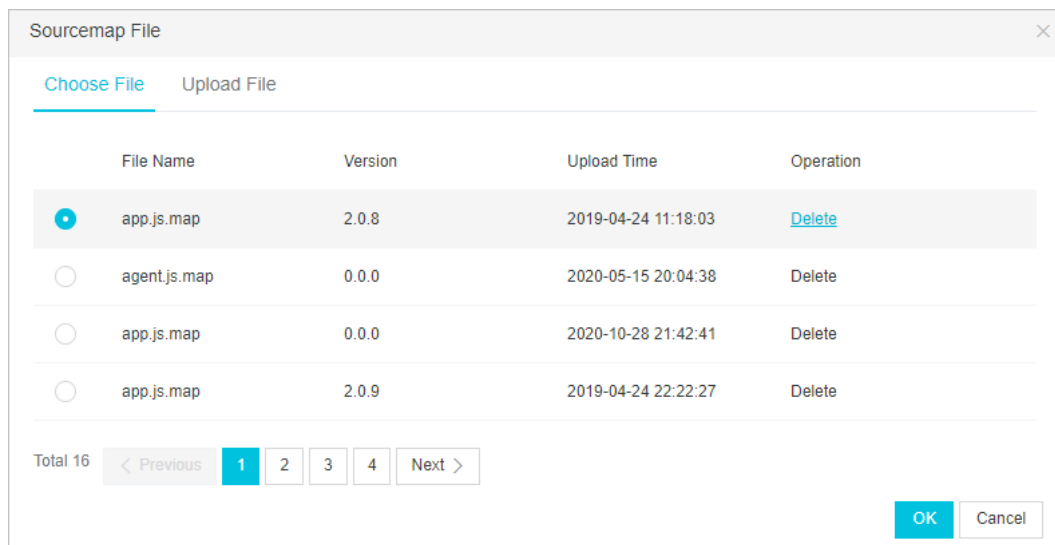 Sourcemap File
Choose File Upload File
File Name Version Upload Time Operation
app.js.map 2.0.8 2019-04-24 11:18:03 Delete
agent.js.map 0.0.0 2020-05-15 20:04:38 Delete
app.js.map 0.0.0 2020-10-28 21:42:41 Delete
app.js.map 2.0.9 2019-04-24 22:22:27 Delete
Total 16 < Previous 1 2 3 4 Next >
OK Cancel